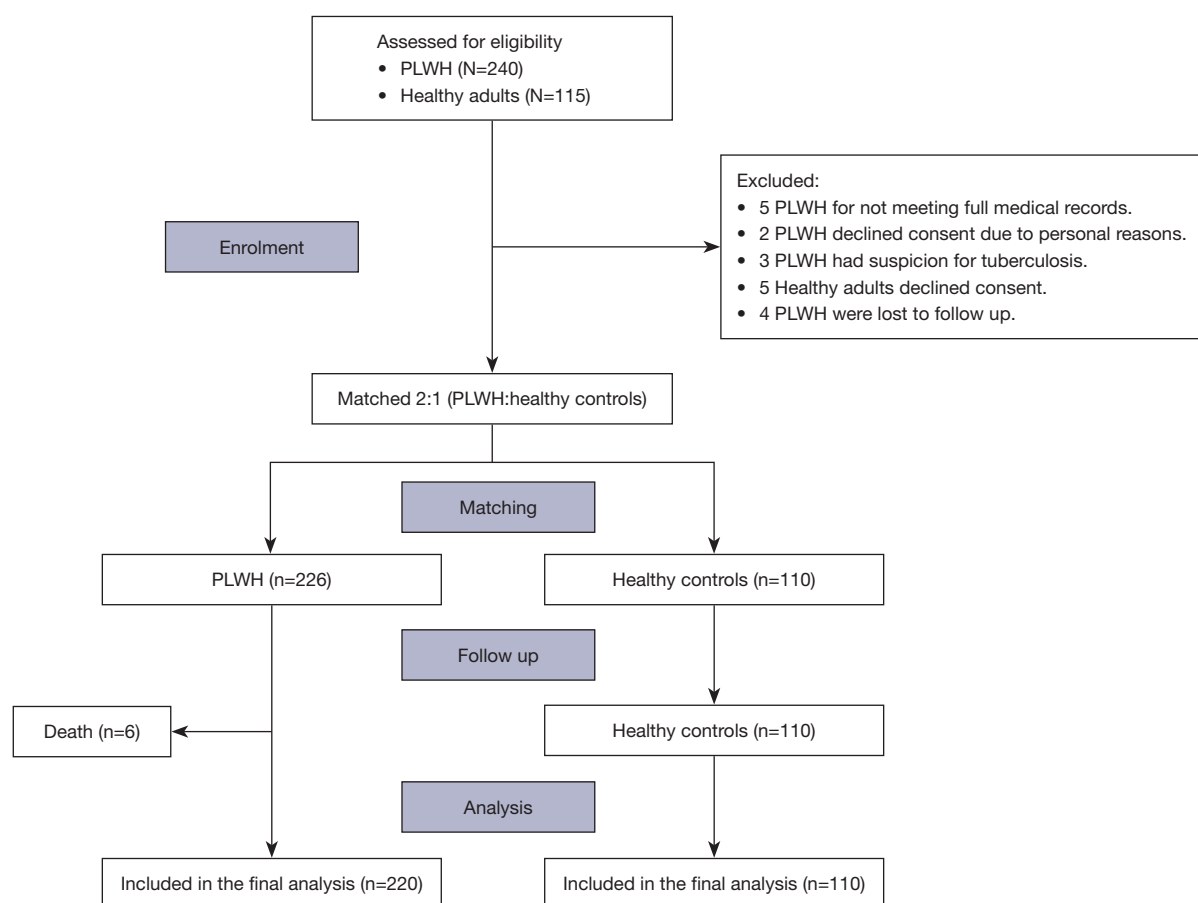 Assessed for eligibility
• PLWH (N=240)
• Healthy adults (N=115)
Excluded:
• 5 PLWH for not meeting full medical records.
• 2 PLWH declined consent due to personal reasons.
• 3 PLWH had suspicion for tuberculosis.
• 5 Healthy adults declined consent.
• 4 PLWH were lost to follow up.
Enrolment
Matched 2:1 (PLWH:healthy controls)
Matching
PLWH (n=226)
Healthy controls (n=110)
Follow up
Death (n=6)
Healthy controls (n=110)
Analysis
Included in the final analysis (n=220)
Included in the final analysis (n=110)